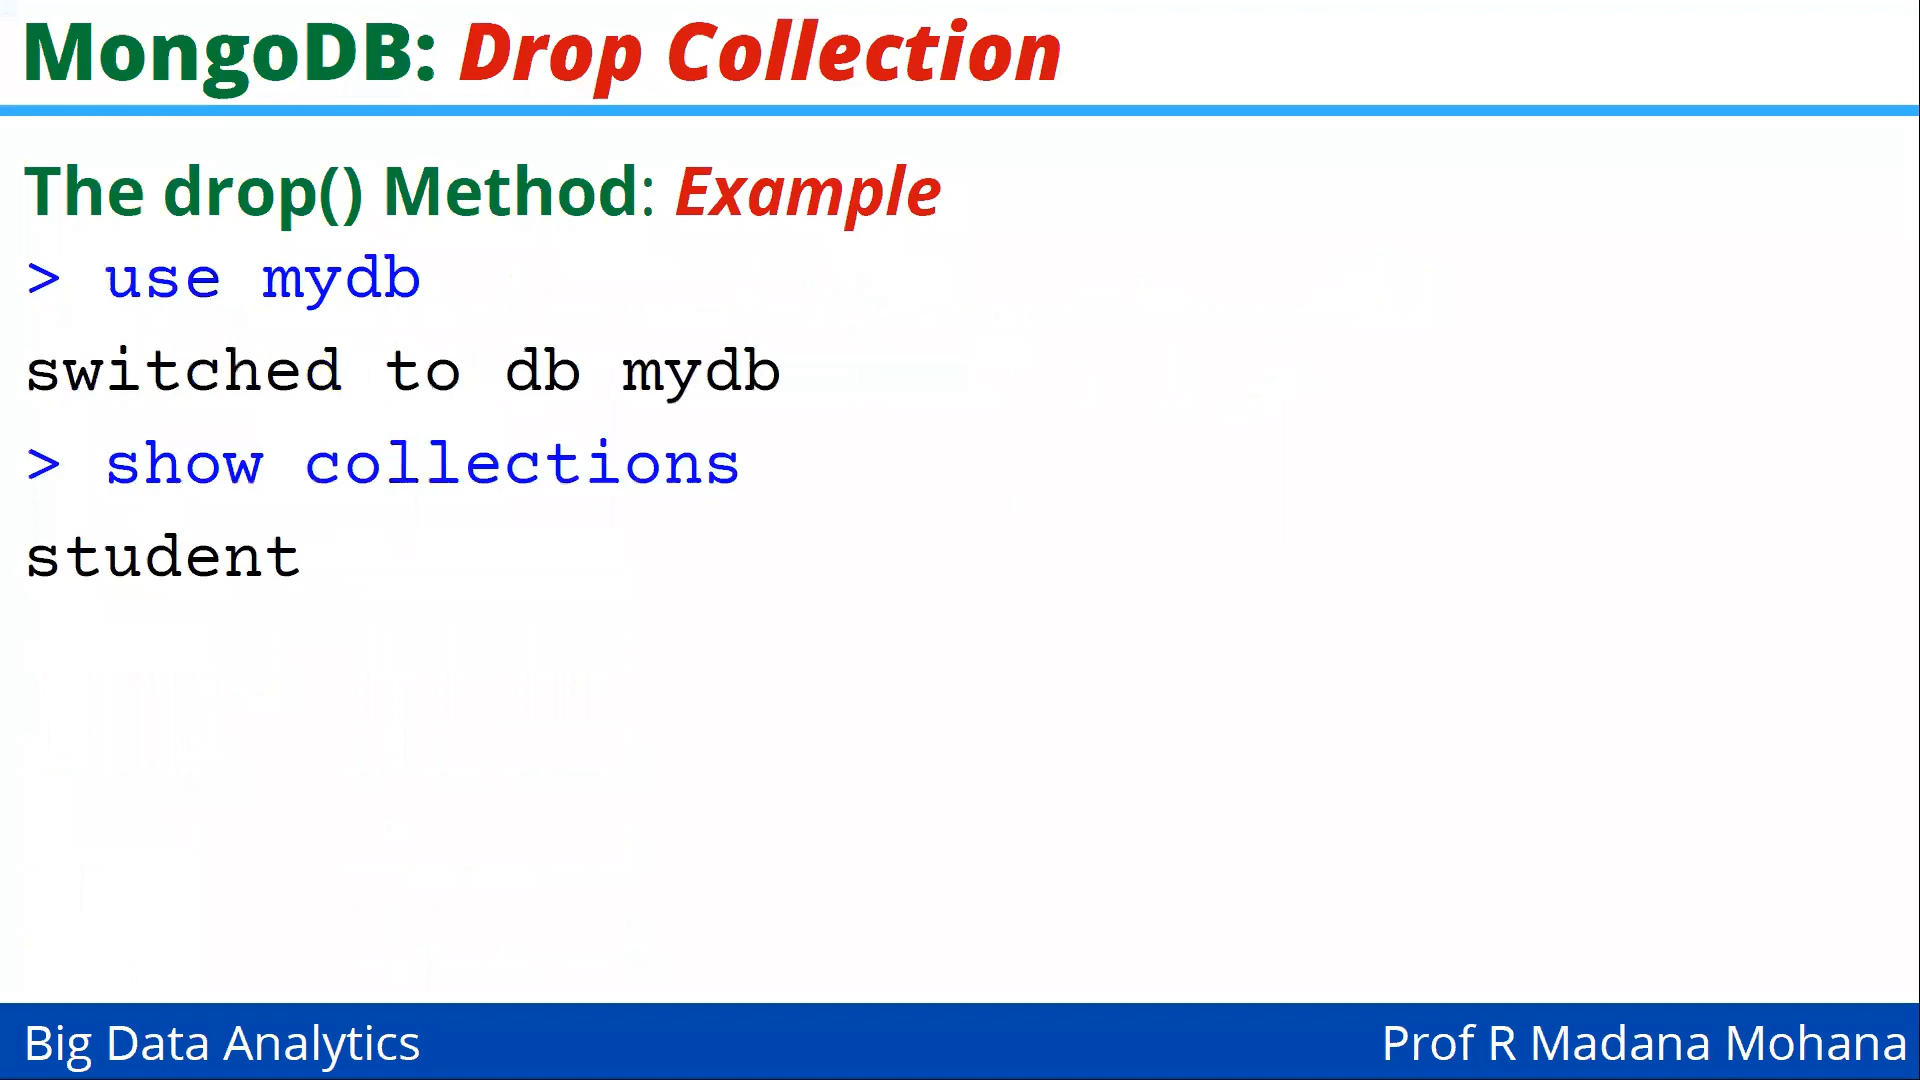 MongoDB: Drop Collection
The drop() Method: Example
> use mydb
switched to db mydb
> show collections
student
Big Data Analytics
Prof R Madana Mohana